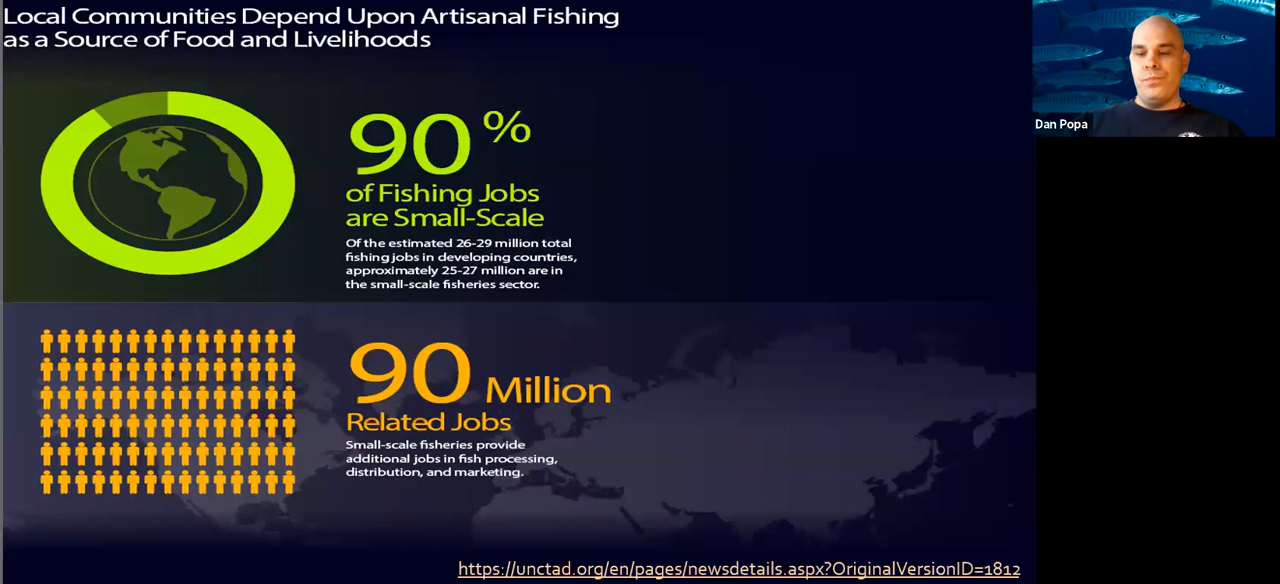 Local Communities Depend Upon Artisanal Fishing
as a Source of Food and Livelihoods
90 %
of Fishing Jobs
are Small-Scale
Of the estimated 26-29 million total
fishing jobs in developing countries,
approximately 25-27 million are in
the small-scale fisheries sector.
90 Million
Related Jobs
Small-scale fisheries provide
additional jobs in fish processing,
distribution, and marketing.
https://unctad.org/en/pages/newsdetails.aspx?OriginalVersionID=1812
Dan Popa